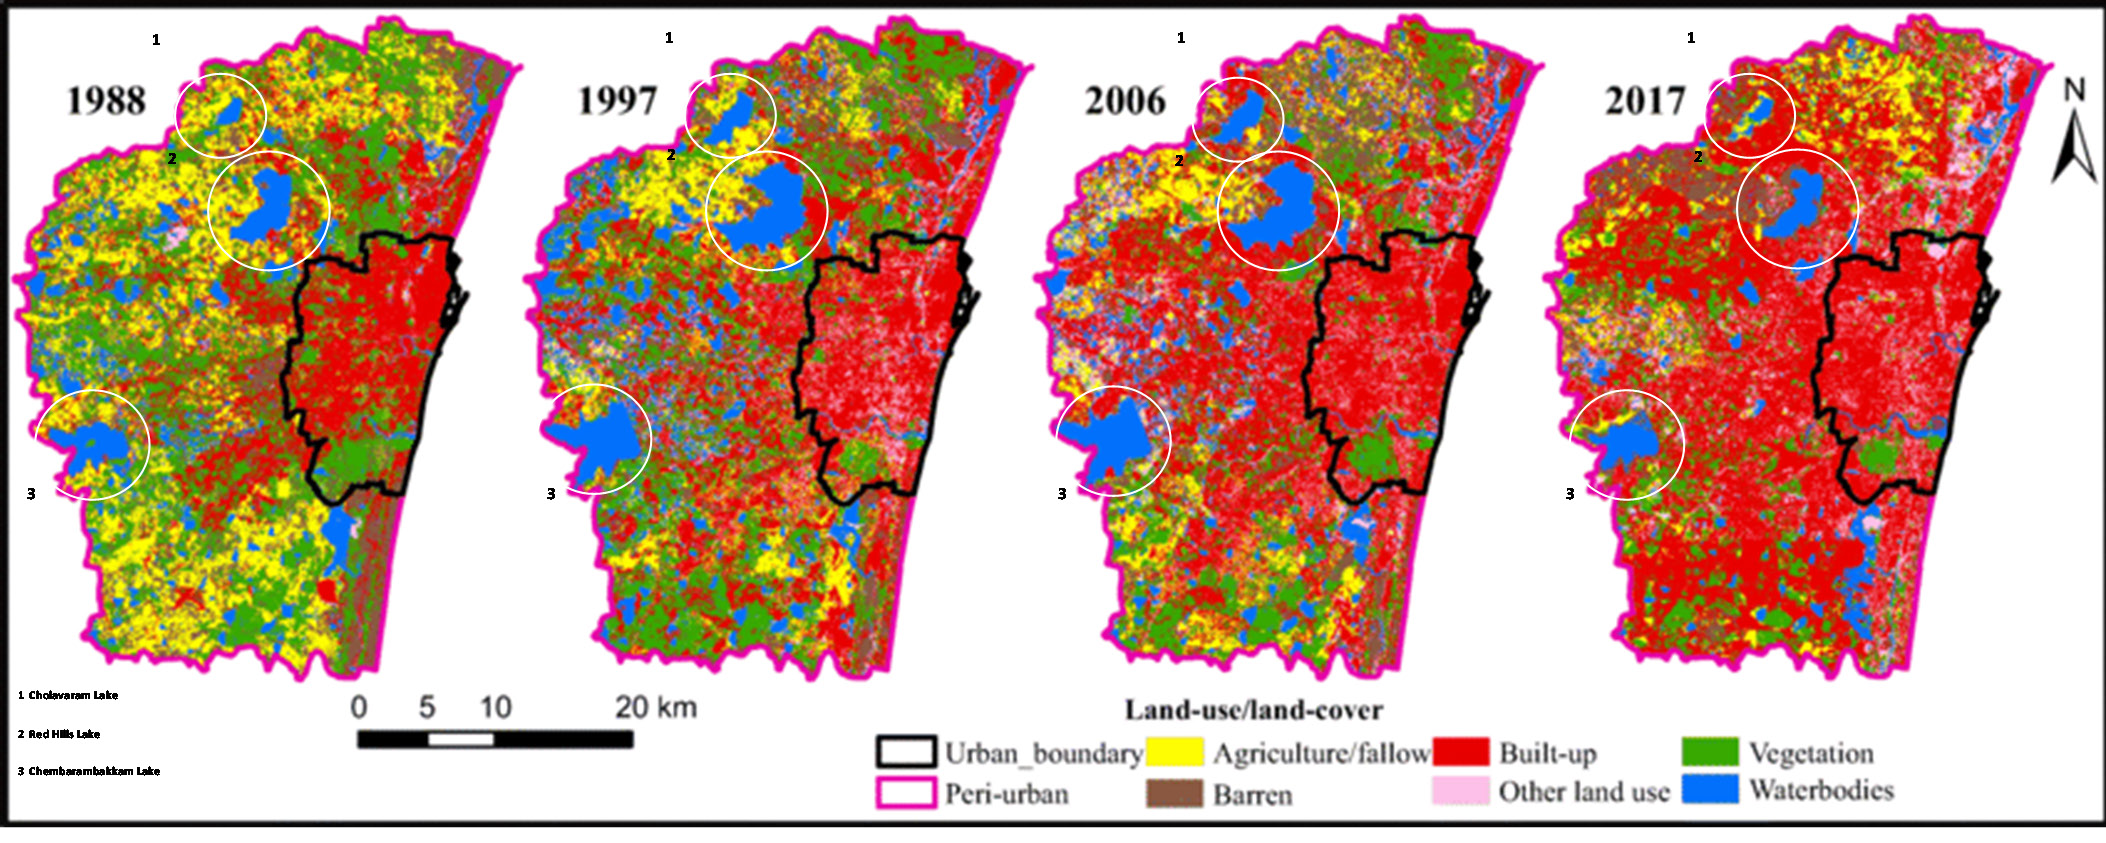 1
1
1
1
1988
1997
2006
2017
N
2
2
2
2
3
3
3
3
1 Cholavaram Lake
2 Red Hills Lake
3 Chembarambakkam Lake
0 5 10 20 km
Land-use/land-cover
Urban_boundary Agriculture/fallow Built-up Vegetation
Peri-urban Barren Other land use Waterbodies